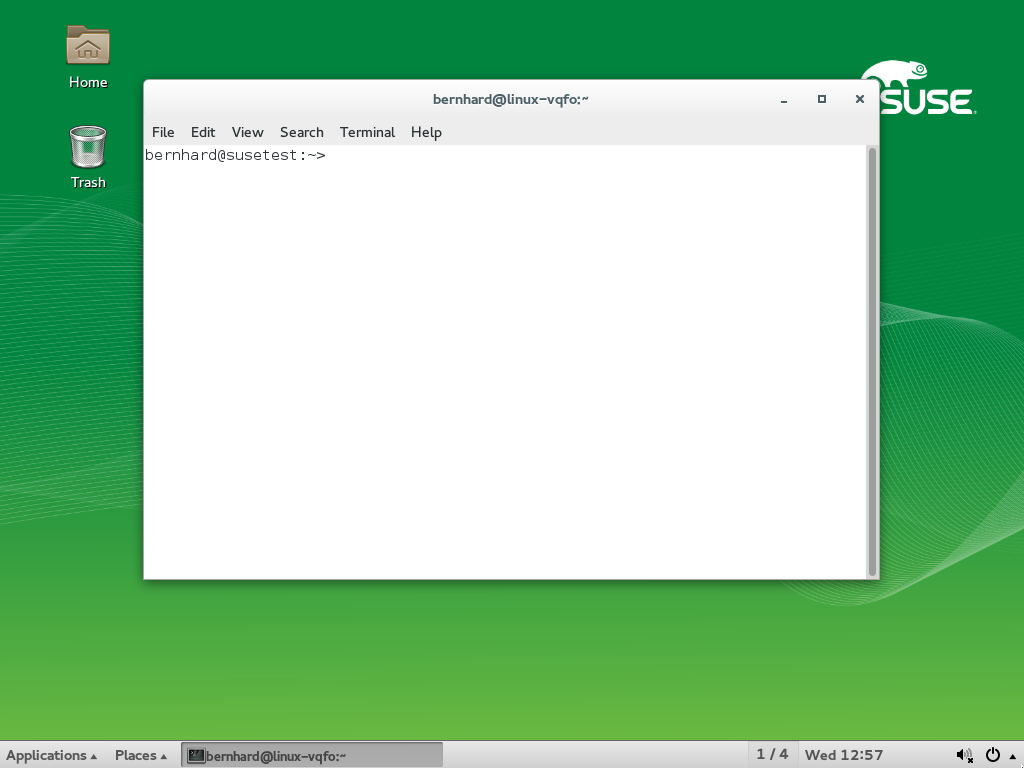 Home
Trash
SUSE
bernhard@linux-vqfo:~
File Edit View Search Terminal Help
bernhard@susetest:~>
Applications Places bernhard@linux-vqfo:~ 1 / 4 Wed 12:57